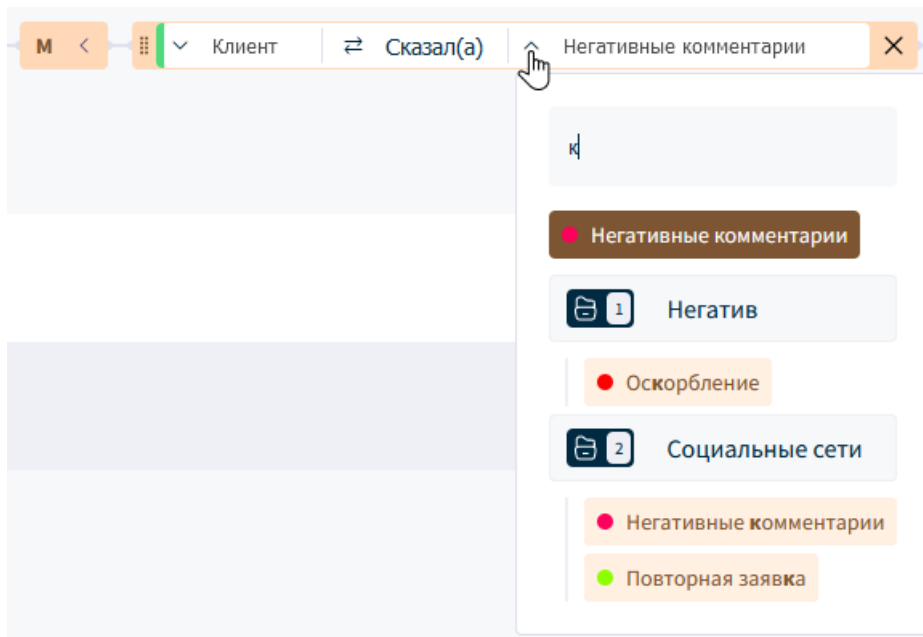 М Клиент Сказал(а) Негативные комментарии
к
Негативные комментарии
1 Негатив
Оскорбление
2 Социальные сети
Негативные комментарии
Повторная заявка